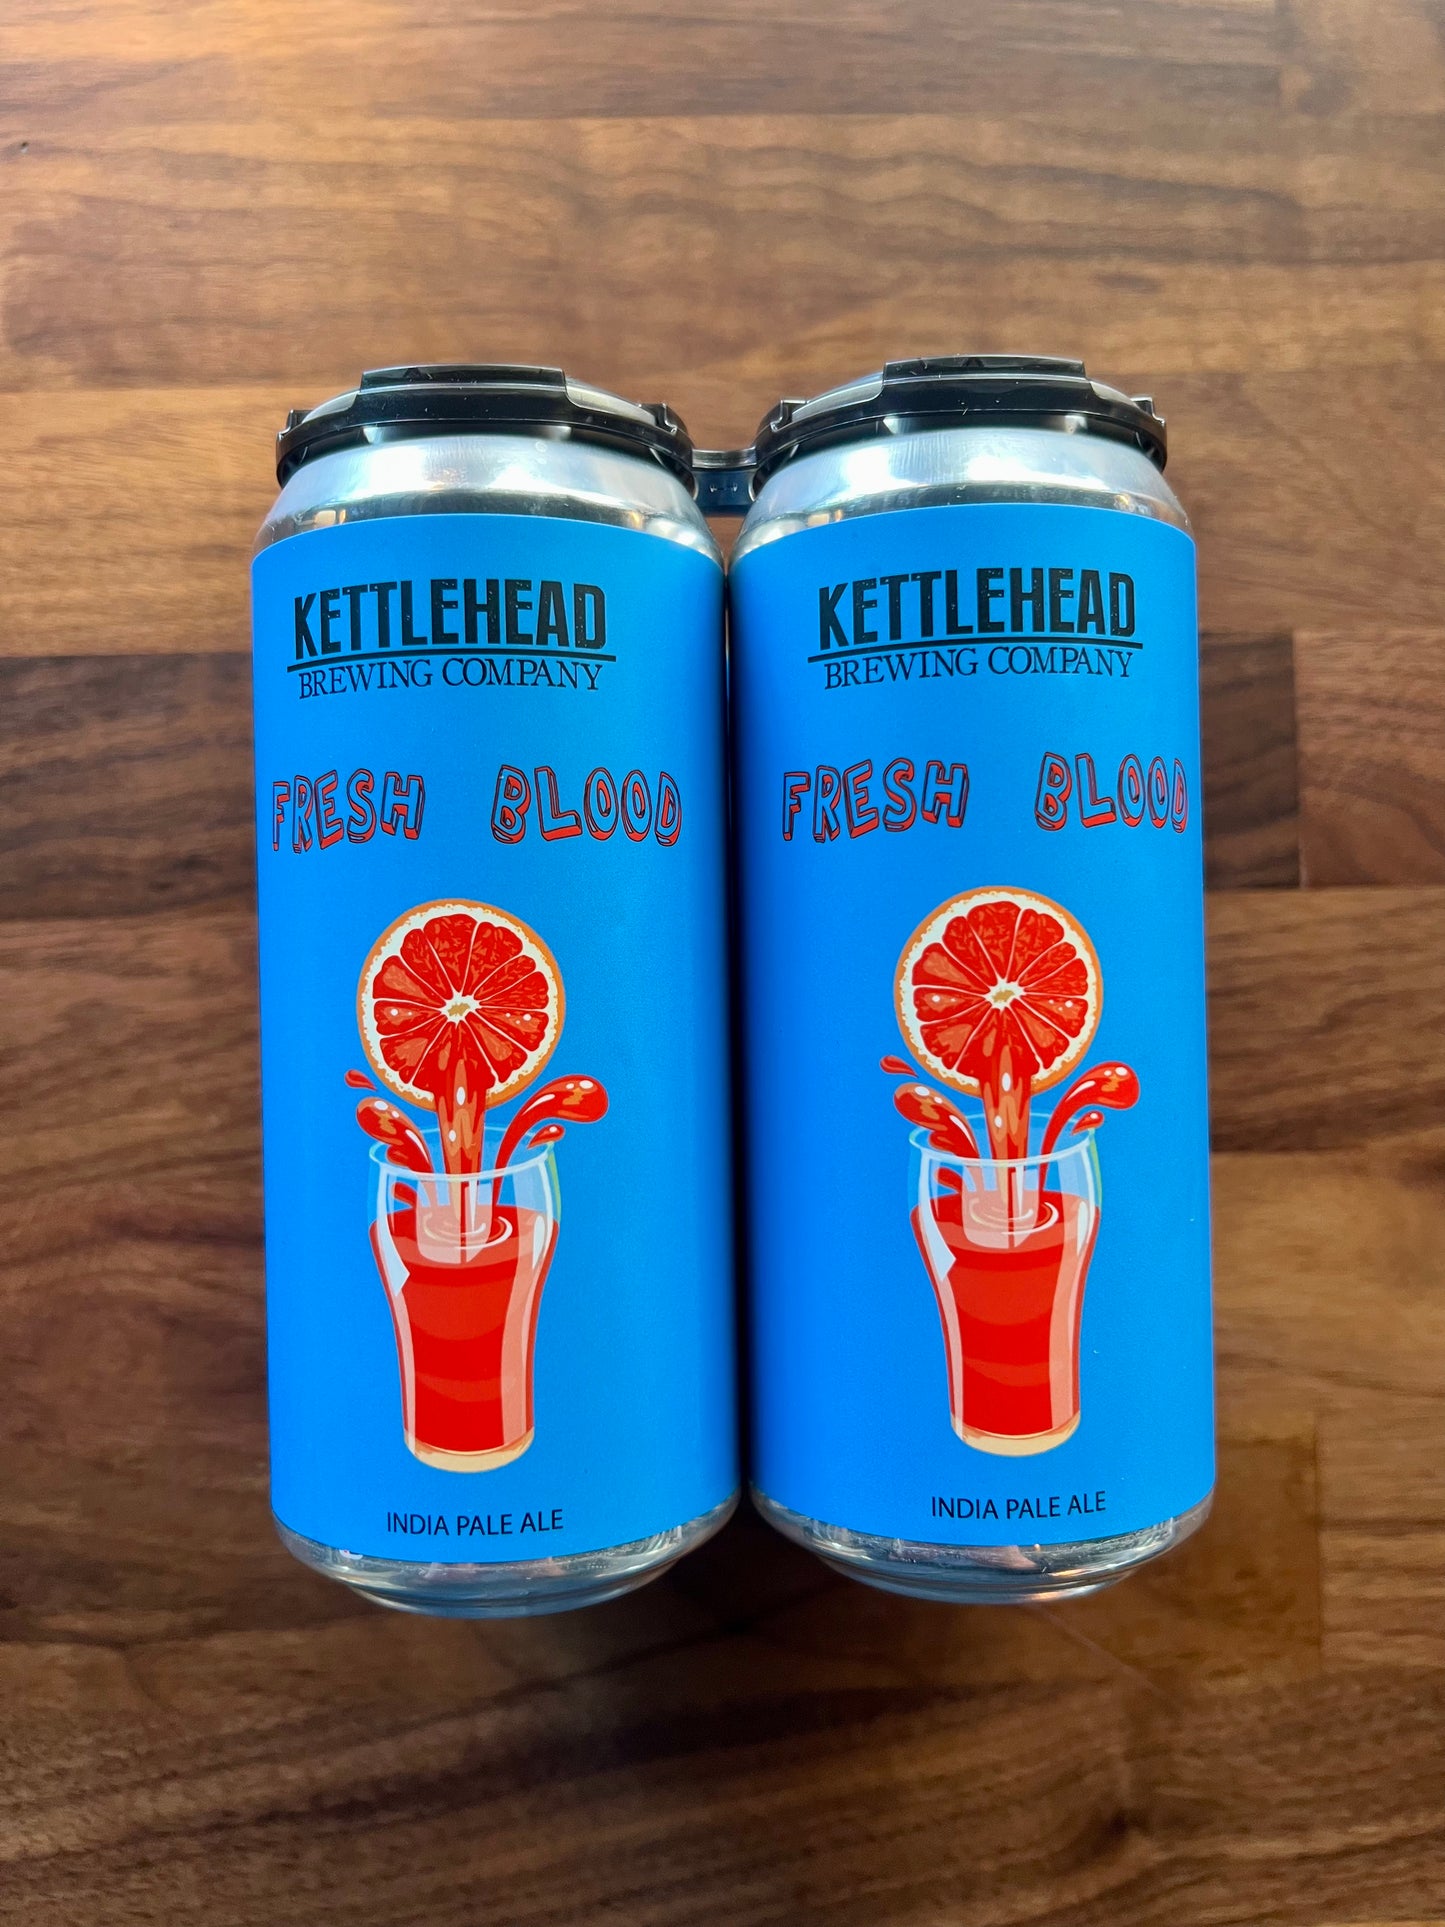 KETTLEHEAD
BREWING COMPANY
FRESH BLOOD
INDIA PALE ALE
KETTLEHEAD
BREWING COMPANY
FRESH BLOOD
INDIA PALE ALE